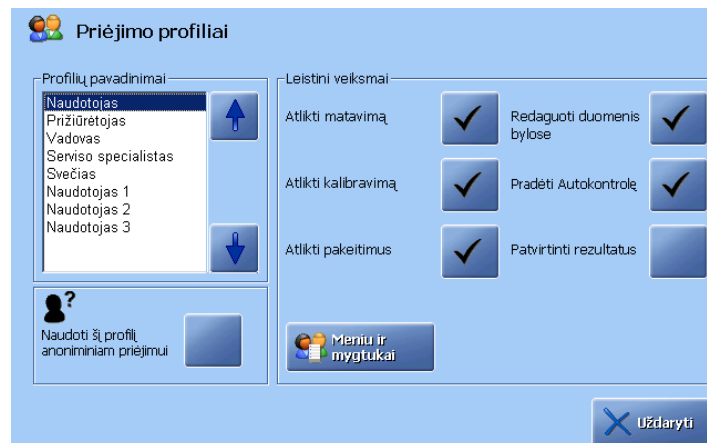 Priėjimo profiliai
Profilių pavadinimai
Naudotojas
Prižiūrėtojas
Vadovas
Serviso specialistas
Svečias
Naudotojas 1
Naudotojas 2
Naudotojas 3
?
Naudoti šį profilį
anoniminiam priėjimui
Leistini veiksmai
Atlikti matavimą
Redaguoti duomenis
bylose
Atlikti kalibravimą
Pradėti Autokontrolę
Atlikti pakeitimus
Patvirtinti rezultatus
Meniu ir
mygtukai
Uždaryti